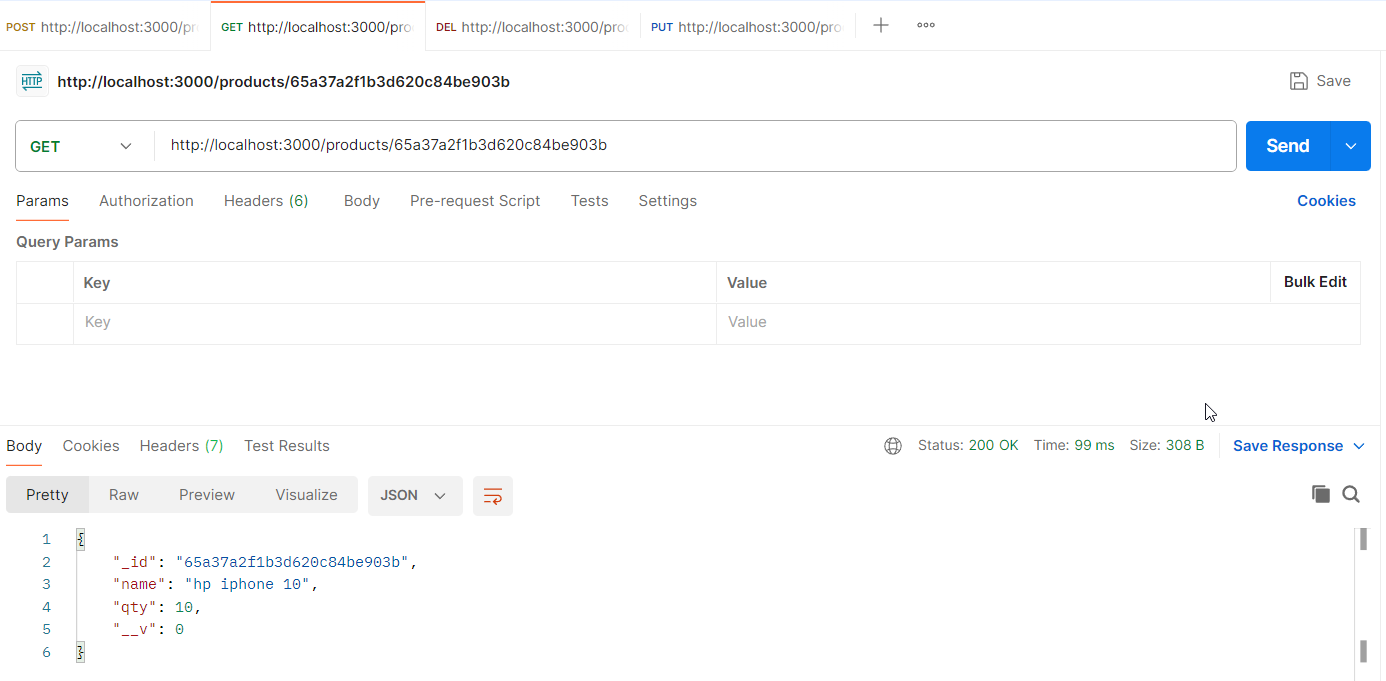 POST http://localhost:3000/pr GET http://localhost:3000/pro DEL http://localhost:3000/pro PUT http://localhost:3000/pro
HTTP http://localhost:3000/products/65a37a2f1b3d620c84be903b Save
GET http://localhost:3000/products/65a37a2f1b3d620c84be903b Send
Params Authorization Headers (6) Body Pre-request Script Tests Settings Cookies
Query Params
Key Value Bulk Edit
Key Value
Body Cookies Headers (7) Test Results Status: 200 OK Time: 99 ms Size: 308 B Save Response
Pretty Raw Preview Visualize JSON
1 {
2 "_id": "65a37a2f1b3d620c84be903b",
3 "name": "hp iphone 10",
4 "qty": 10,
5 "__v": 0
6 }